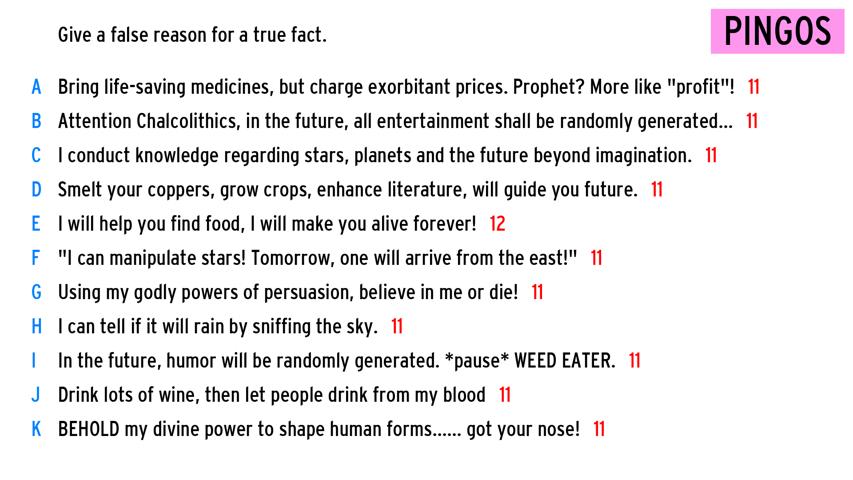 Give a false reason for a true fact.
PINGOS
A Bring life-saving medicines, but charge exorbitant prices. Prophet? More like "profit"! 11
B Attention Chalcolithics, in the future, all entertainment shall be randomly generated... 11
C I conduct knowledge regarding stars, planets and the future beyond imagination. 11
D Smelt your coppers, grow crops, enhance literature, will guide you future. 11
E I will help you find food, I will make you alive forever! 12
F "I can manipulate stars! Tomorrow, one will arrive from the east!" 11
G Using my godly powers of persuasion, believe in me or die! 11
H I can tell if it will rain by sniffing the sky. 11
I In the future, humor will be randomly generated. *pause* WEED EATER. 11
J Drink lots of wine, then let people drink from my blood 11
K BEHOLD my divine power to shape human forms...... got your nose! 11